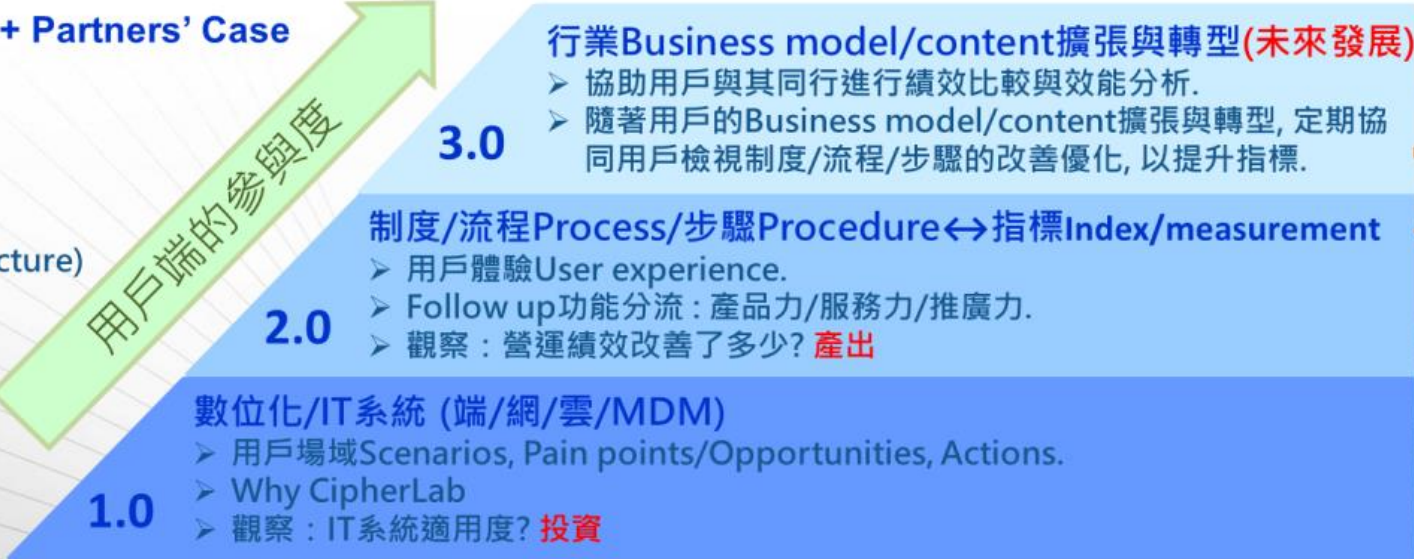 + Partners’ Case
cture)
用戶端的參與度
行業Business model/content擴張與轉型(未來發展)
➢ 協助用戶與其同行進行績效比較與效能分析.
3.0
➢ 隨著用戶的Business model/content擴張與轉型, 定期協
同用戶檢視制度/流程/步驟的改善優化, 以提升指標.
制度/流程Process/步驟Procedure↔指標Index/measurement
➢ 用戶體驗User experience.
2.0
➢ Follow up功能分流 : 產品力/服務力/推廣力.
➢ 觀察：營運績效改善了多少? 產出
數位化/IT系統 (端/網/雲/MDM)
➢ 用戶場域Scenarios, Pain points/Opportunities, Actions.
1.0
➢ Why CipherLab
➢ 觀察：IT系統適用度? 投資